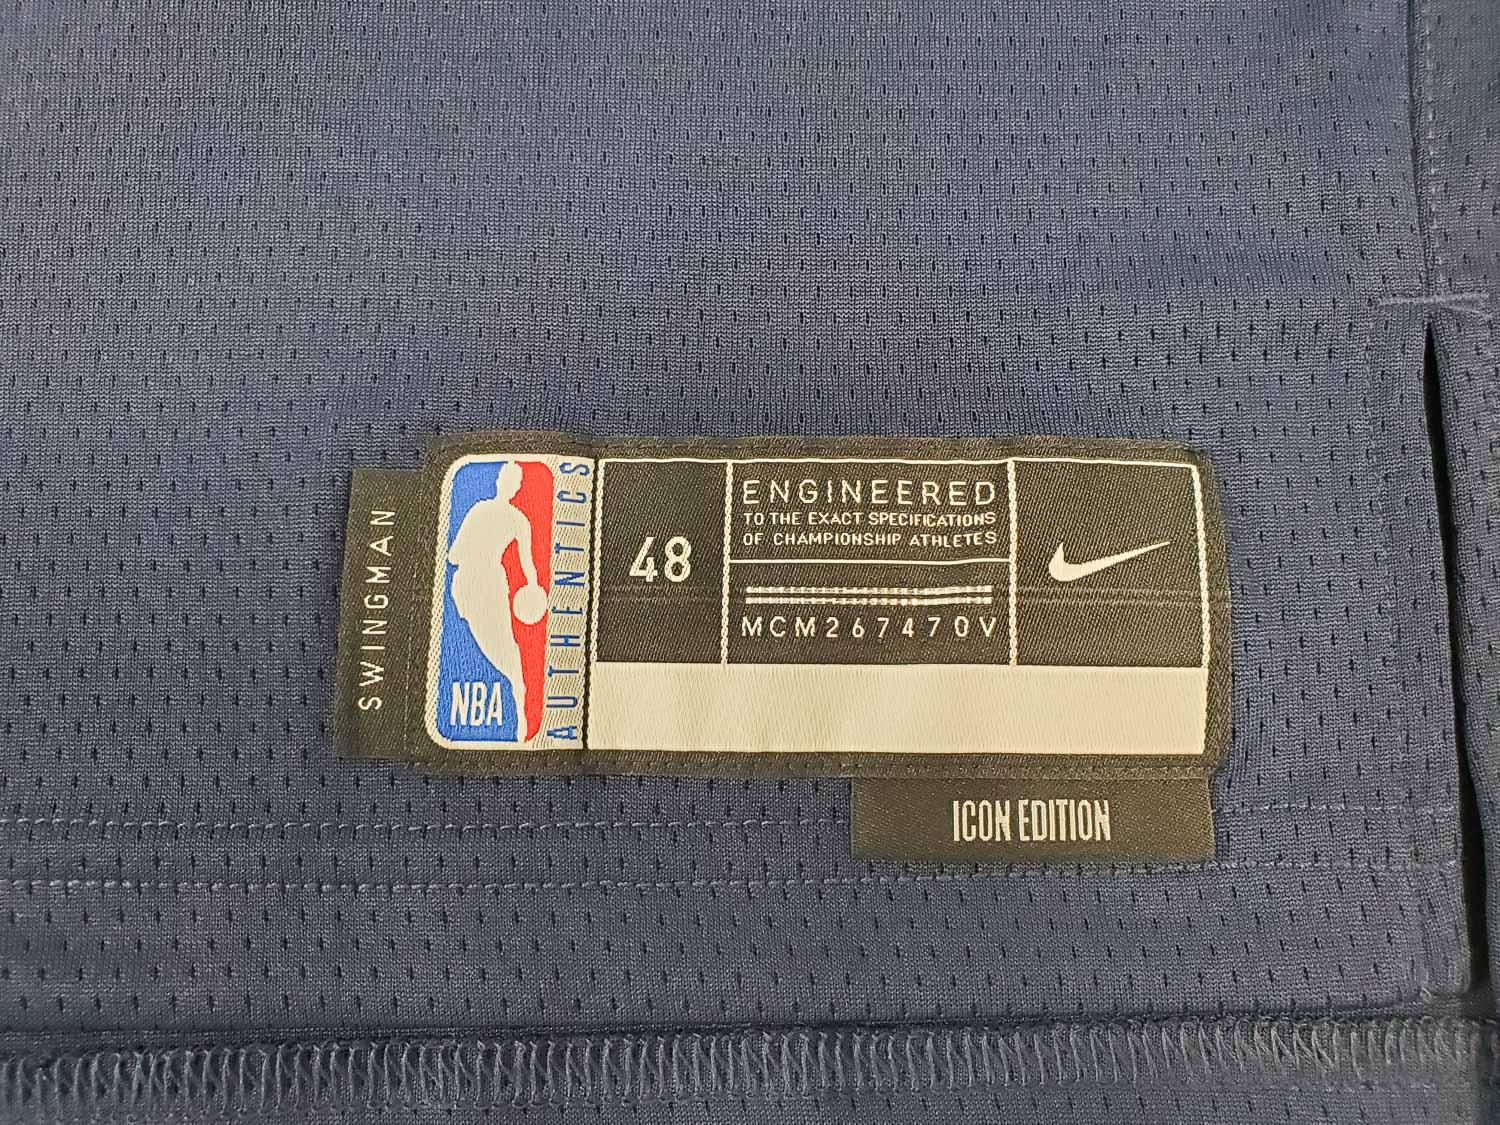 SWINGMAN
NBA
AUTHENTICS
48
ENGINEERED
TO THE EXACT SPECIFICATIONS
OF CHAMPIONSHIP ATHLETES
MCM267470V
ICON EDITION